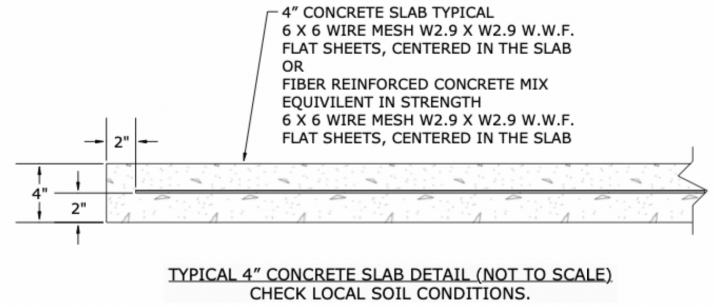 4” CONCRETE SLAB TYPICAL
6 X 6 WIRE MESH W2.9 X W2.9 W.W.F.
FLAT SHEETS, CENTERED IN THE SLAB
OR
FIBER REINFORCED CONCRETE MIX
EQUIVILENT IN STRENGTH
6 X 6 WIRE MESH W2.9 X W2.9 W.W.F.
FLAT SHEETS, CENTERED IN THE SLAB
2"
4"
2"
TYPICAL 4” CONCRETE SLAB DETAIL (NOT TO SCALE)
CHECK LOCAL SOIL CONDITIONS.